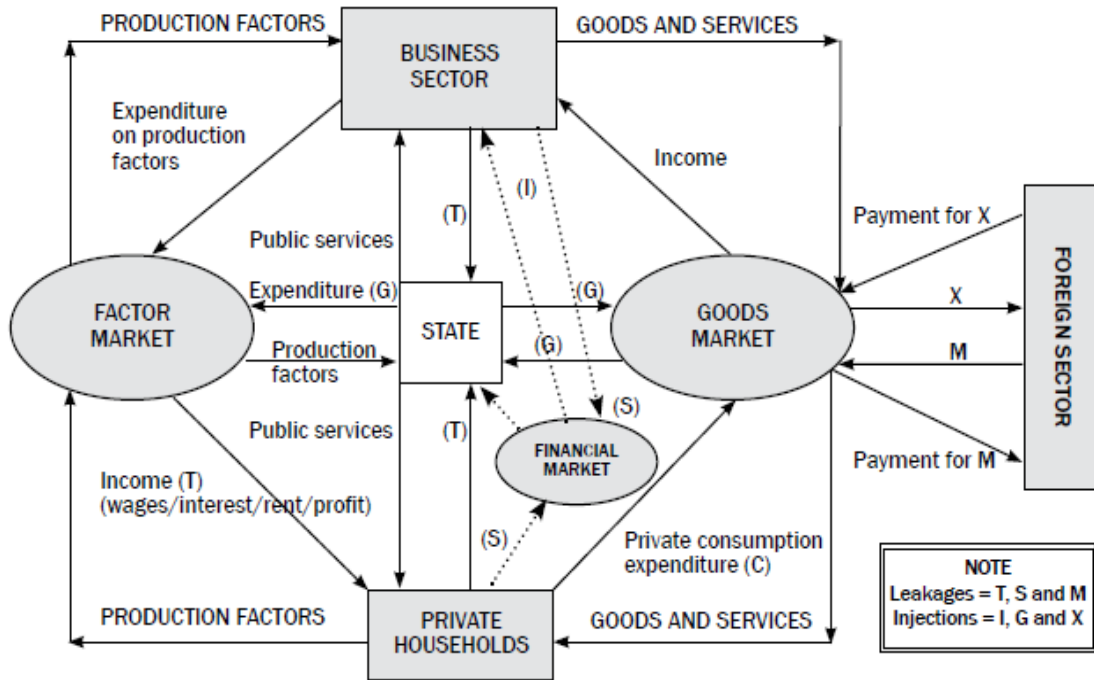 PRODUCTION FACTORS
GOODS AND SERVICES
BUSINESS
SECTOR
Expenditure
on production
factors
Income
(I)
(T)
Payment for X
Public services
FACTOR
MARKET
Expenditure (G)
STATE
(G)
GOODS
MARKET
X
FOREIGN SECTOR
Production
factors
(G)
M
Public services
(T)
(S)
FINANCIAL
MARKET
Payment for M
Income (T)
(wages/interest/rent/profit)
(S)
Private consumption
expenditure (C)
NOTE
Leakages = T, S and M
Injections = I, G and X
PRODUCTION FACTORS
PRIVATE
HOUSEHOLDS
GOODS AND SERVICES